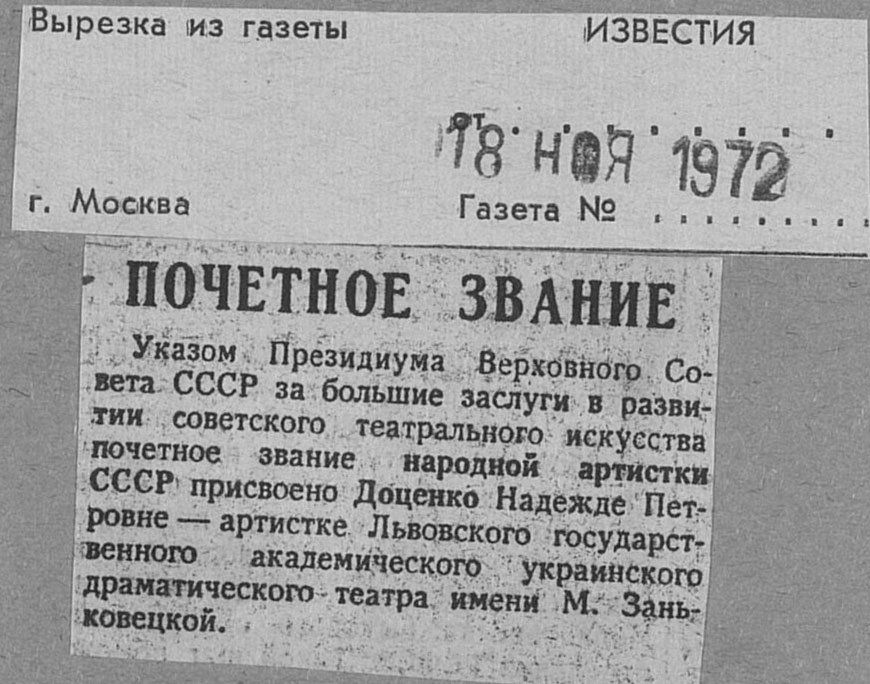 Вырезка из газеты ИЗВЕСТИЯ
от
18 НОЯ 1972
г. Москва Газета № . . . . . . . . .
ПОЧЕТНОЕ ЗВАНИЕ
Указом Президиума Верховного Со-
вета СССР за большие заслуги в разви-
тии советского театрального искусства
почетное звание народной артистки
СССР присвоено Доценко Надежде Пет-
ровне — артистке Львовского государст-
венного академического украинского
драматического театра имени М. Зань-
ковецкой.